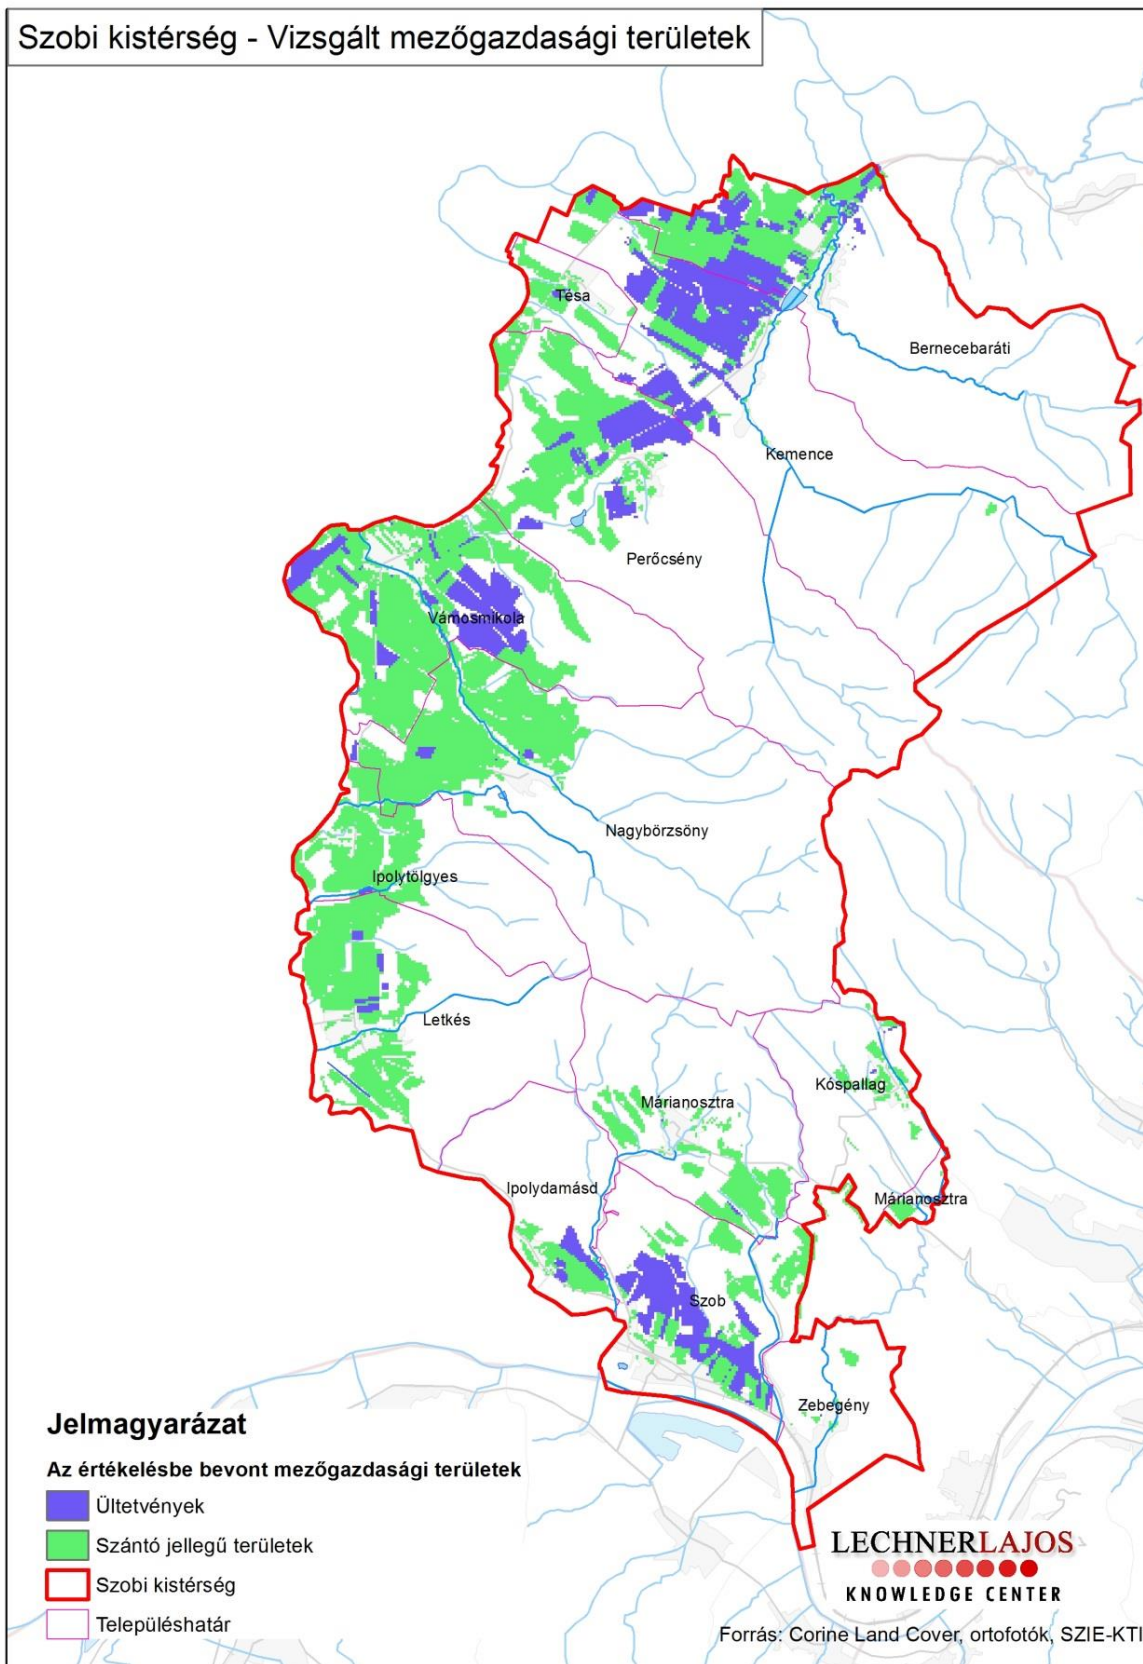 Szobi kistérség - Vizsgált mezőgazdasági területek
Tésa
Bernecebaráti
Kemence
Perőcsény
Vámosmikola
Nagybörzsöny
Ipolytölgyes
Letkés
Kóspallag
Márianosztra
Ipolydamásd
Márianosztra
Szob
Zebegény
Jelmagyarázat
Az értékelésbe bevont mezőgazdasági területek
Ültetvények
Szántó jellegű területek
Szobi kistérség
Településhatár
LECHNERLAJOS
KNOWLEDGE CENTER
Forrás: Corine Land Cover, ortofotók, SZIE-KTI